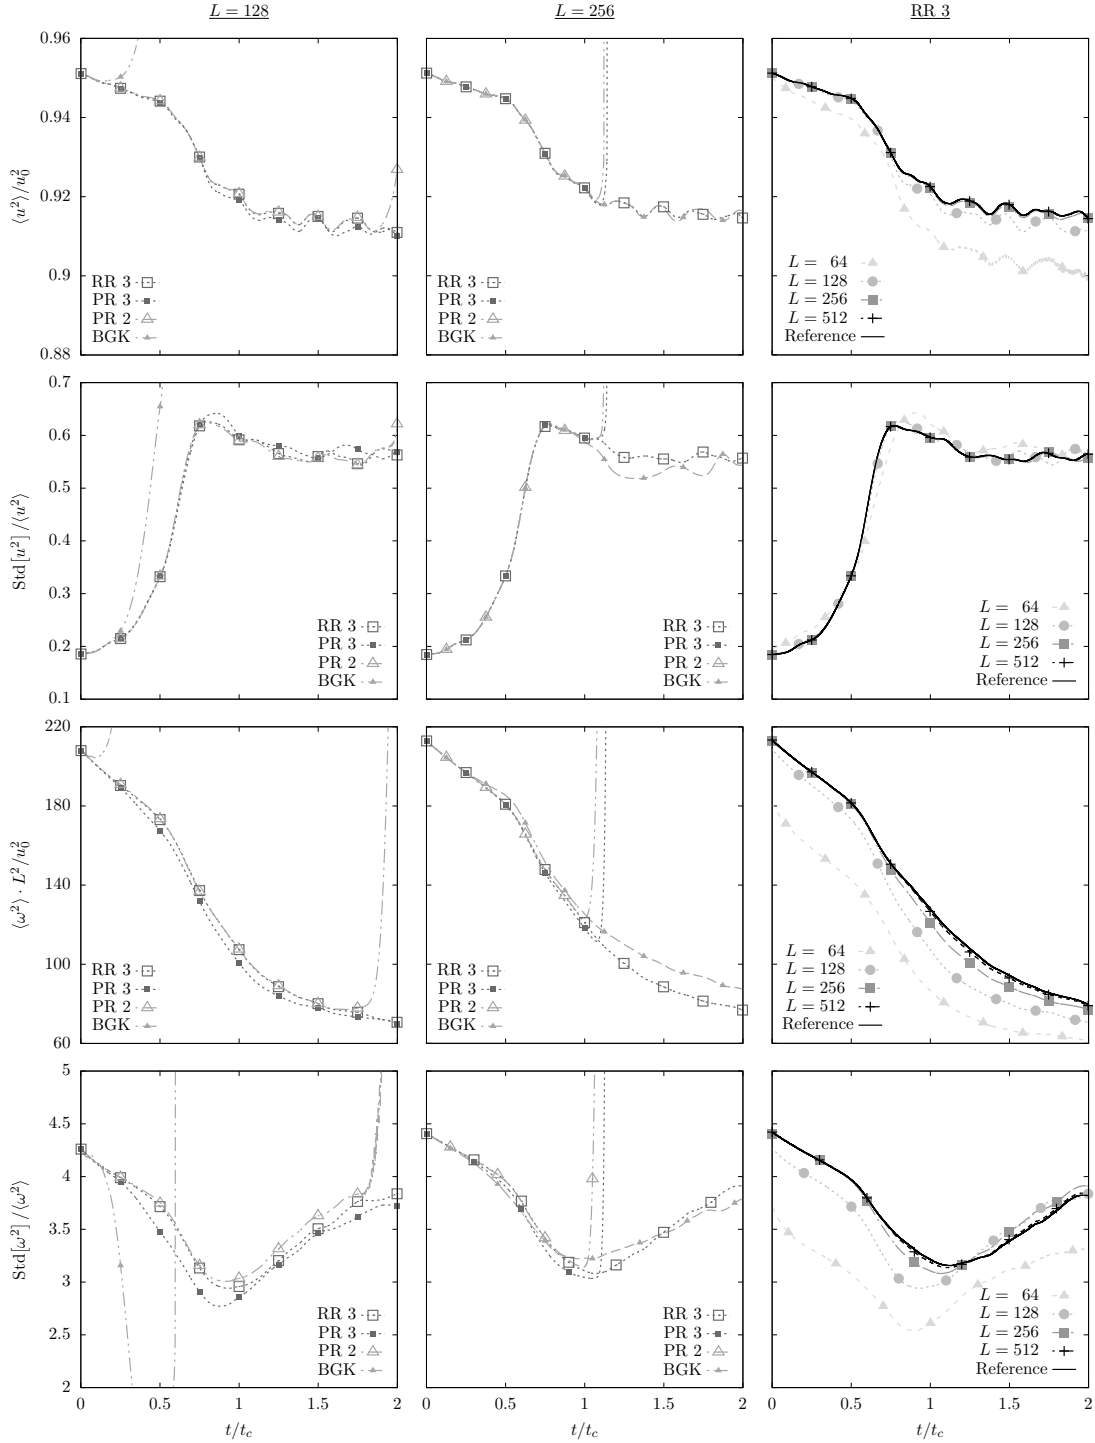 L = 128
L = 256
RR 3
0.96
0.94
0.92
0.9
0.88
⟨u²⟩/u₀²
RR 3
PR 3
PR 2
BGK
RR 3
PR 3
PR 2
BGK
L = 64
L = 128
L = 256
L = 512
Reference
0.7
0.6
0.5
0.4
0.3
0.2
0.1
Std[u²]/⟨u²⟩
RR 3
PR 3
PR 2
BGK
RR 3
PR 3
PR 2
BGK
L = 64
L = 128
L = 256
L = 512
Reference
220
180
140
100
60
⟨ω²⟩ · L²/u₀²
RR 3
PR 3
PR 2
BGK
RR 3
PR 3
PR 2
BGK
L = 64
L = 128
L = 256
L = 512
Reference
5
4.5
4
3.5
3
2.5
2
Std[ω²]/⟨ω²⟩
RR 3
PR 3
PR 2
BGK
RR 3
PR 3
PR 2
BGK
L = 64
L = 128
L = 256
L = 512
Reference
0 0.5 1 1.5 2
0 0.5 1 1.5 2
0 0.5 1 1.5 2
t/t_c
t/t_c
t/t_c